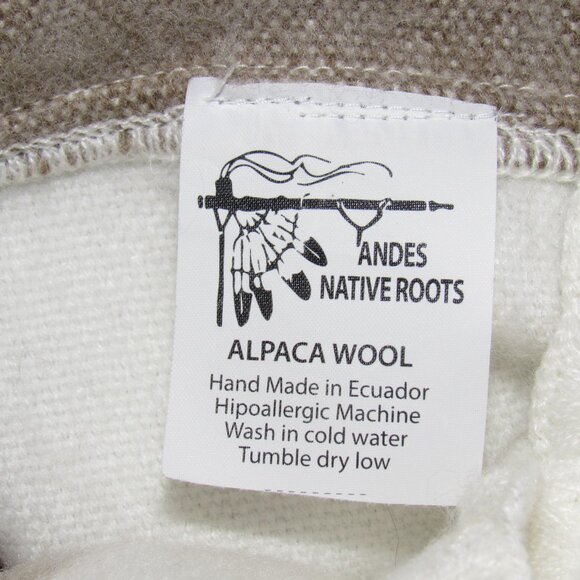 ANDES
NATIVE ROOTS
ALPACA WOOL
Hand Made in Ecuador
Hipoallergic Machine
Wash in cold water
Tumble dry low